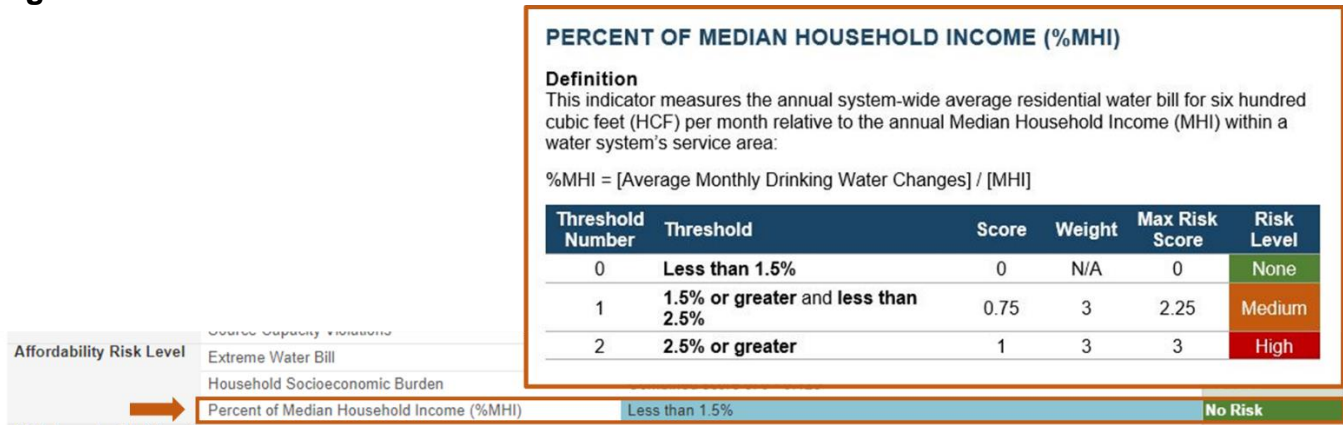 PERCENT OF MEDIAN HOUSEHOLD INCOME (%MHI)
Definition
This indicator measures the annual system-wide average residential water bill for six hundred
cubic feet (HCF) per month relative to the annual Median Household Income (MHI) within a
water system's service area:
%MHI = [Average Monthly Drinking Water Changes] / [MHI]
Threshold Number Threshold Score Weight Max Risk Score Risk Level
0 Less than 1.5% 0 N/A 0 None
1 1.5% or greater and less than 2.5% 0.75 3 2.25 Medium
2 2.5% or greater 1 3 3 High
Source Capacity Violations
Affordability Risk Level Extreme Water Bill
Household Socioeconomic Burden
Percent of Median Household Income (%MHI) Less than 1.5% No Risk